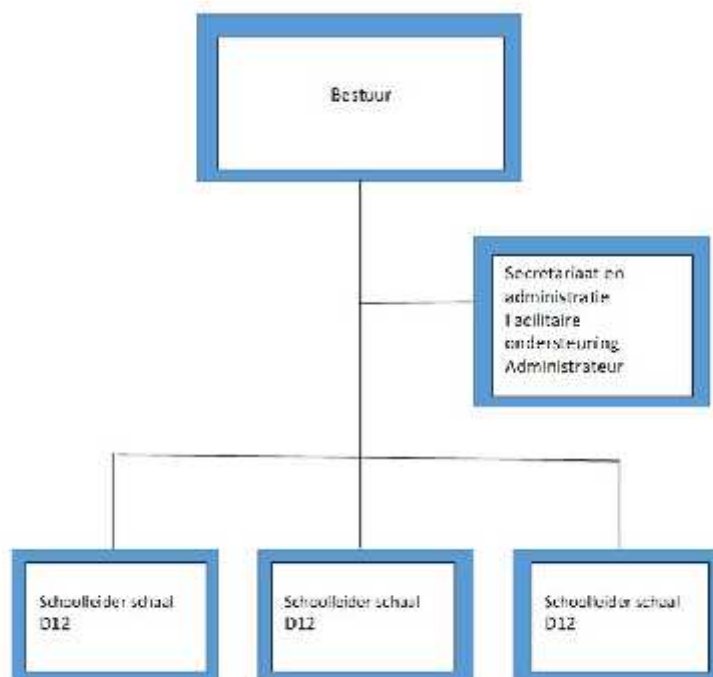 Bestuur
Secretariaat en
administratie
Facilitaire
ondersteuning
Administrateur
Schoolleider schaal
D12
Schoolleider schaal
D12
Schoolleider schaal
D12